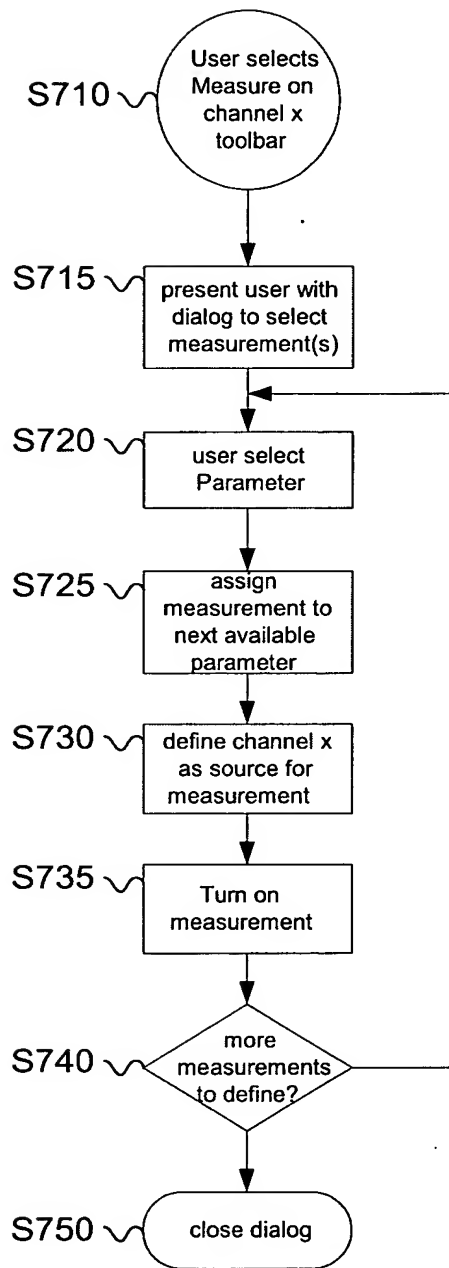 S710
User selects
Measure on
channel x
toolbar
S715
present user with
dialog to select
measurement(s)
S720
user select
Parameter
S725
assign
measurement to
next available
parameter
S730
define channel x
as source for
measurement
S735
Turn on
measurement
S740
more
measurements
to define?
S750
close dialog